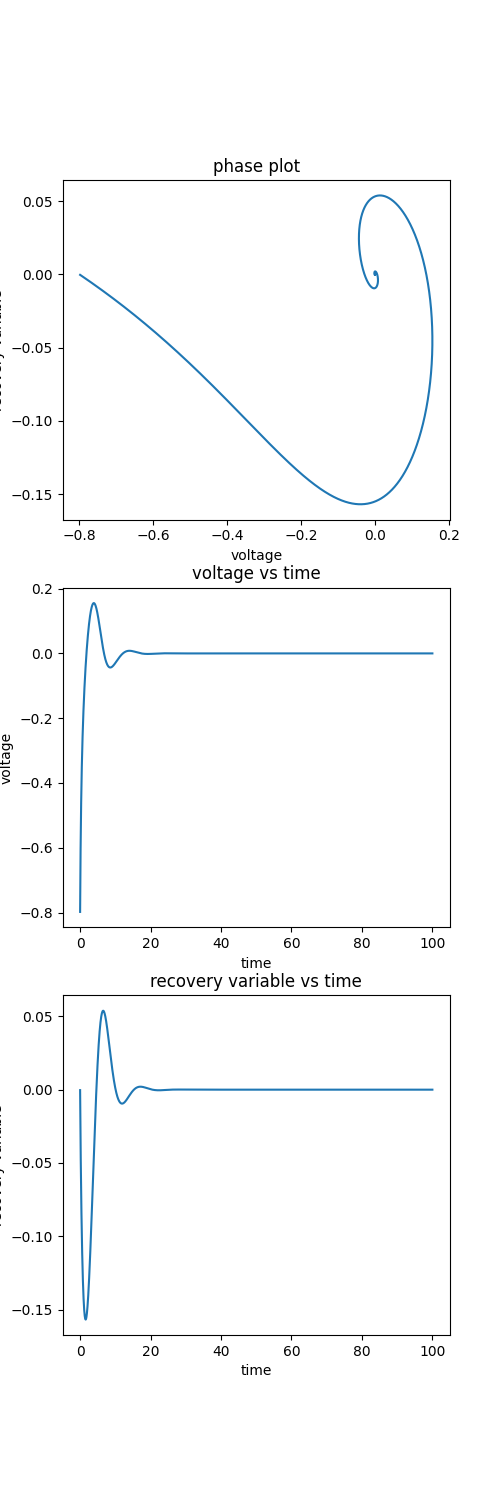 phase plot
0.05
0.00
−0.05
−0.10
−0.15
−0.8 −0.6 −0.4 −0.2 0.0 0.2
voltage
voltage vs time
0.2
0.0
−0.2
−0.4
−0.6
−0.8
voltage
0 20 40 60 80 100
time
recovery variable vs time
0.05
0.00
−0.05
−0.10
−0.15
0 20 40 60 80 100
time